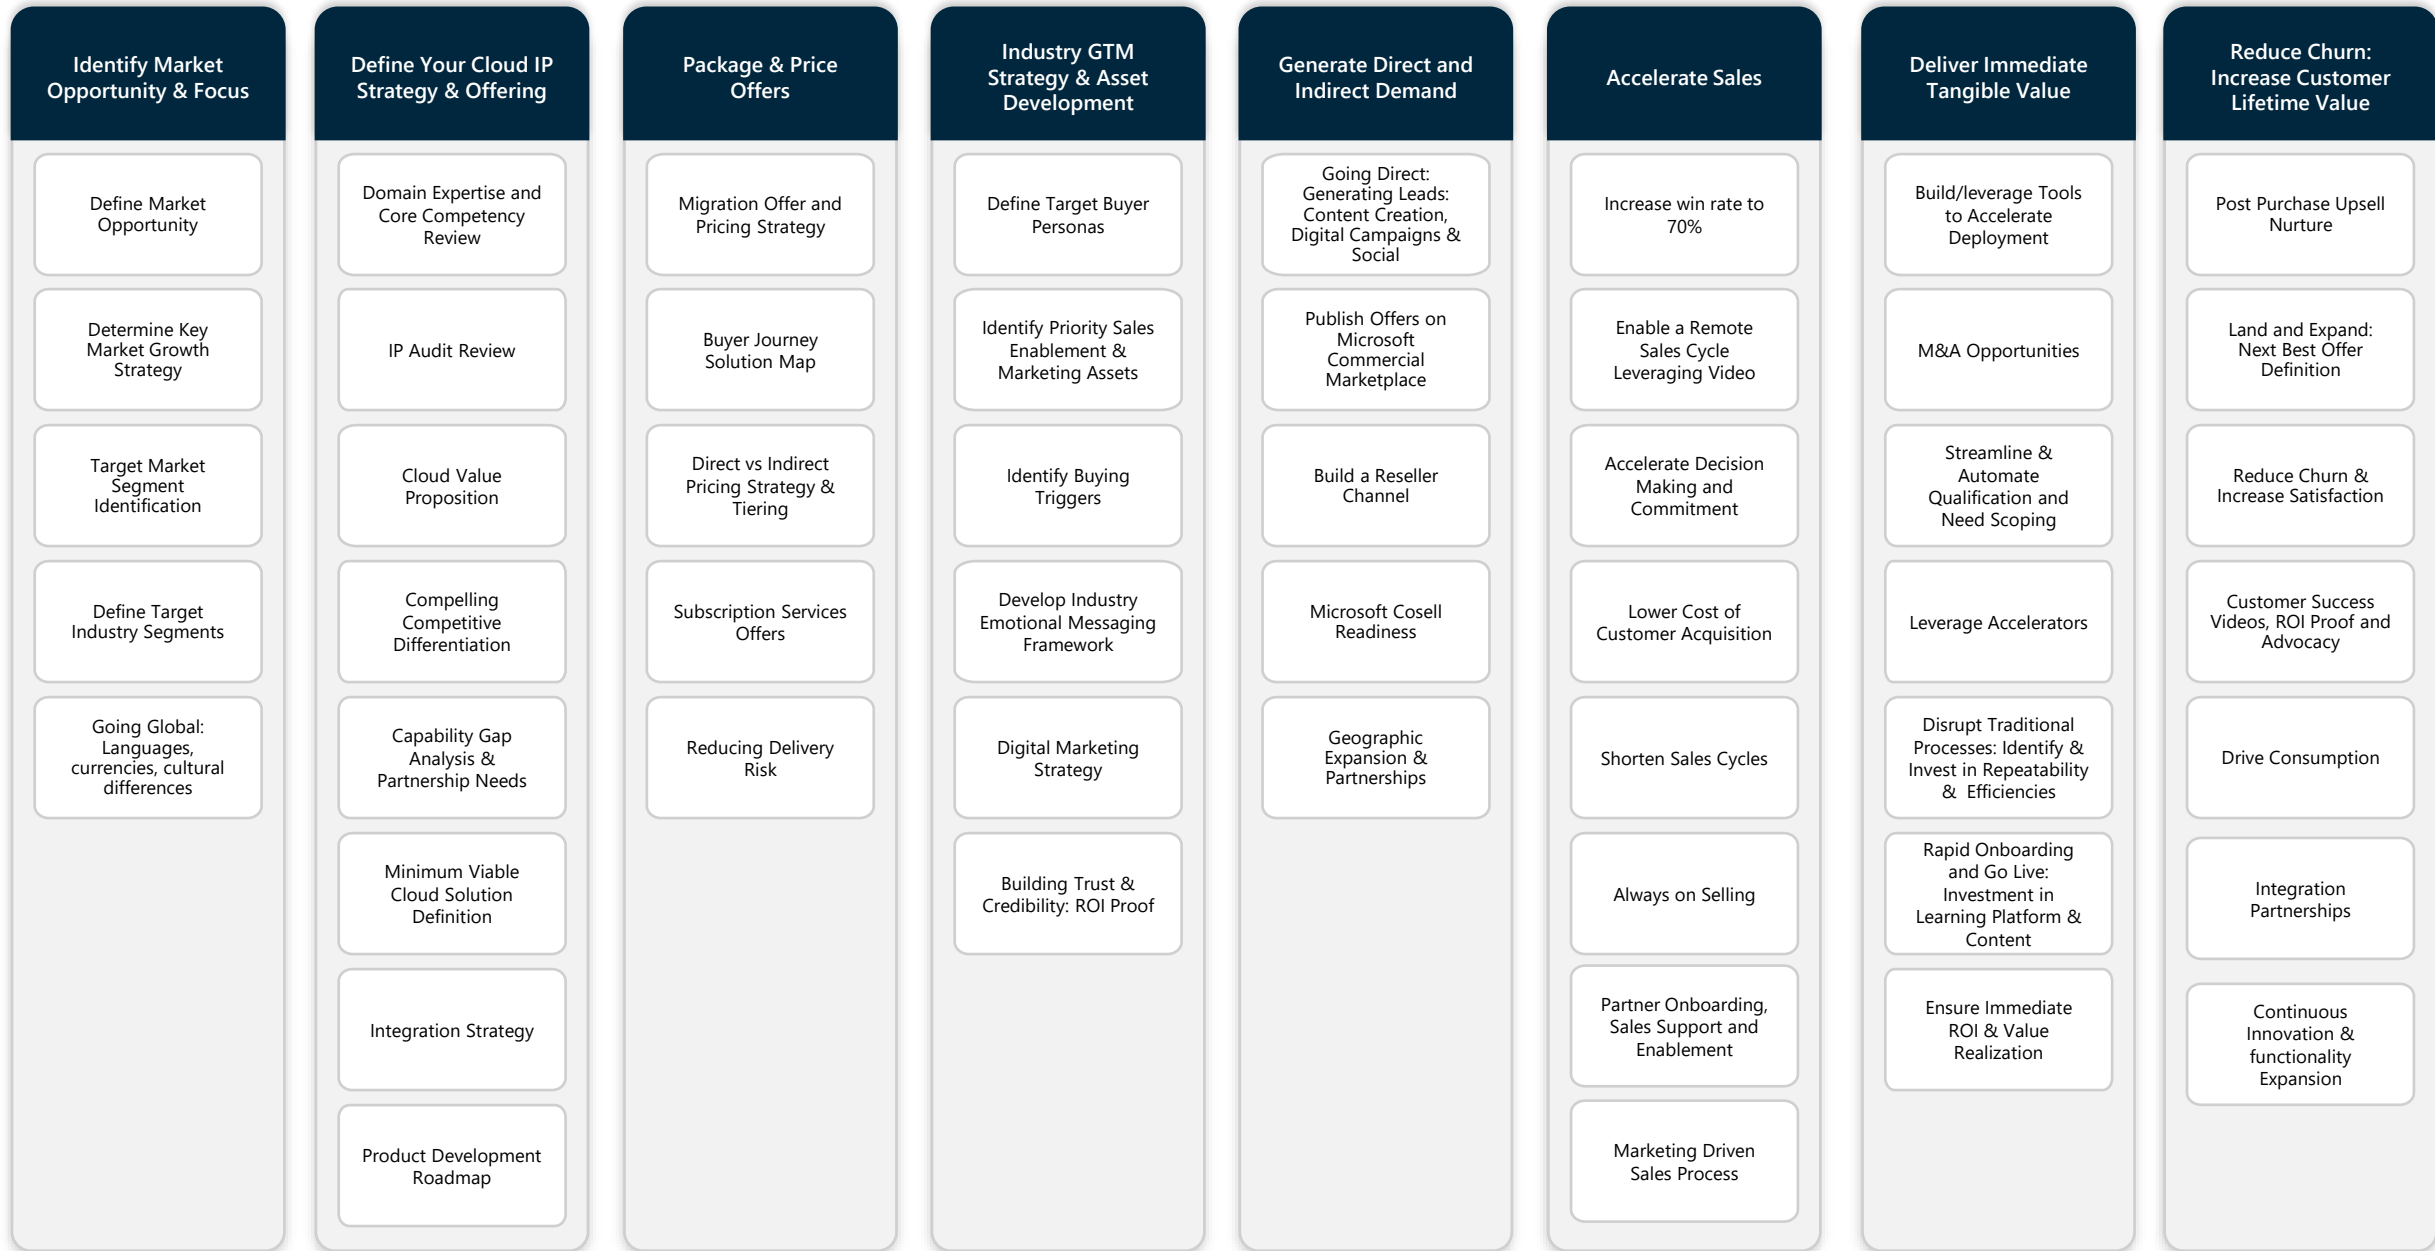 Identify Market
Opportunity & Focus
Define Market
Opportunity
Determine Key
Market Growth
Strategy
Target Market
Segment
Identification
Define Target
Industry Segments
Going Global:
Languages,
currencies, cultural
differences
Define Your Cloud IP
Strategy & Offering
Domain Expertise and
Core Competency
Review
IP Audit Review
Cloud Value
Proposition
Compelling
Competitive
Differentiation
Capability Gap
Analysis &
Partnership Needs
Minimum Viable
Cloud Solution
Definition
Integration Strategy
Product Development
Roadmap
Package & Price
Offers
Migration Offer and
Pricing Strategy
Buyer Journey
Solution Map
Direct vs Indirect
Pricing Strategy &
Tiering
Subscription Services
Offers
Reducing Delivery
Risk
Industry GTM
Strategy & Asset
Development
Define Target Buyer
Personas
Identify Priority Sales
Enablement &
Marketing Assets
Identify Buying
Triggers
Develop Industry
Emotional Messaging
Framework
Digital Marketing
Strategy
Building Trust &
Credibility: ROI Proof
Generate Direct and
Indirect Demand
Going Direct:
Generating Leads:
Content Creation,
Digital Campaigns &
Social
Publish Offers on
Microsoft
Commercial
Marketplace
Build a Reseller
Channel
Microsoft Cosell
Readiness
Geographic
Expansion &
Partnerships
Accelerate Sales
Increase win rate to
70%
Enable a Remote
Sales Cycle
Leveraging Video
Accelerate Decision
Making and
Commitment
Lower Cost of
Customer Acquisition
Shorten Sales Cycles
Always on Selling
Partner Onboarding,
Sales Support and
Enablement
Marketing Driven
Sales Process
Deliver Immediate
Tangible Value
Build/leverage Tools
to Accelerate
Deployment
M&A Opportunities
Streamline &
Automate
Qualification and
Need Scoping
Leverage Accelerators
Disrupt Traditional
Processes: Identify &
Invest in Repeatability
& Efficiencies
Rapid Onboarding
and Go Live:
Investment in
Learning Platform &
Content
Ensure Immediate
ROI & Value
Realization
Reduce Churn:
Increase Customer
Lifetime Value
Post Purchase Upsell
Nurture
Land and Expand:
Next Best Offer
Definition
Reduce Churn &
Increase Satisfaction
Customer Success
Videos, ROI Proof and
Advocacy
Drive Consumption
Integration
Partnerships
Continuous
Innovation &
functionality
Expansion